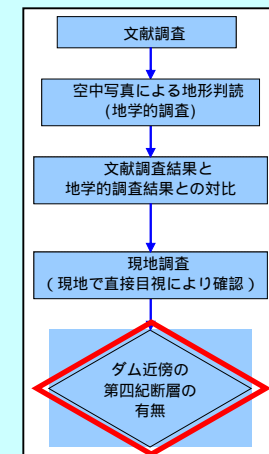 文献調査
空中写真による地形判読
(地学的調査)
文献調査結果と
地学的調査結果との対比
現地調査
(現地で直接目視により確認)
ダム近傍の
第四紀断層の
有無